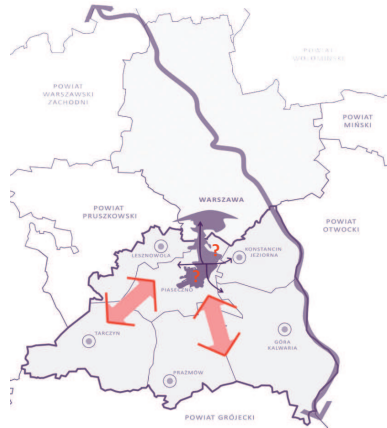 POWIAT
WARSZAWSKI
ZACHODNI
POWIAT
MIŃSKI
POWIAT
PRUSZKOWSKI
WARSZAWA
POWIAT
OTWOCKI
?
LESZNOWOLA
KONSTANCIN
JEZIORNA
?
PIASECZNO
TARCZYN
GÓRA
KALWARIA
PRAŻMÓW
POWIAT GRÓJECKI